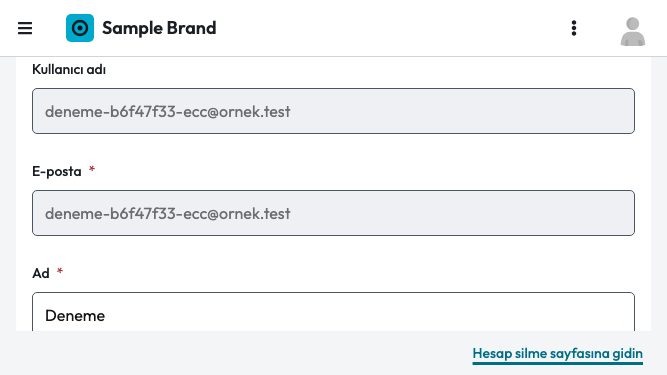 Sample Brand
Kullanıcı adı
deneme-b6f47f33-ecc@ornek.test
E-posta *
deneme-b6f47f33-ecc@ornek.test
Ad *
Deneme
Hesap silme sayfasına gidin